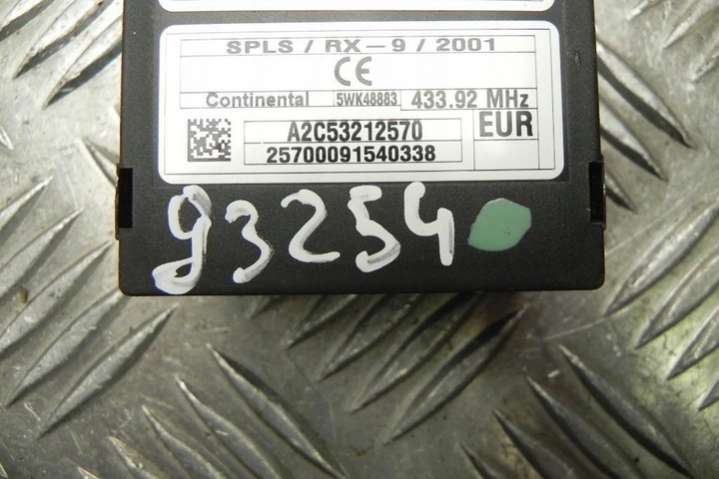 SPLS / RX-9 / 2001
CE
Continental 5WK48883 433.92 MHz
A2C53212570 EUR
25700091540338
93254